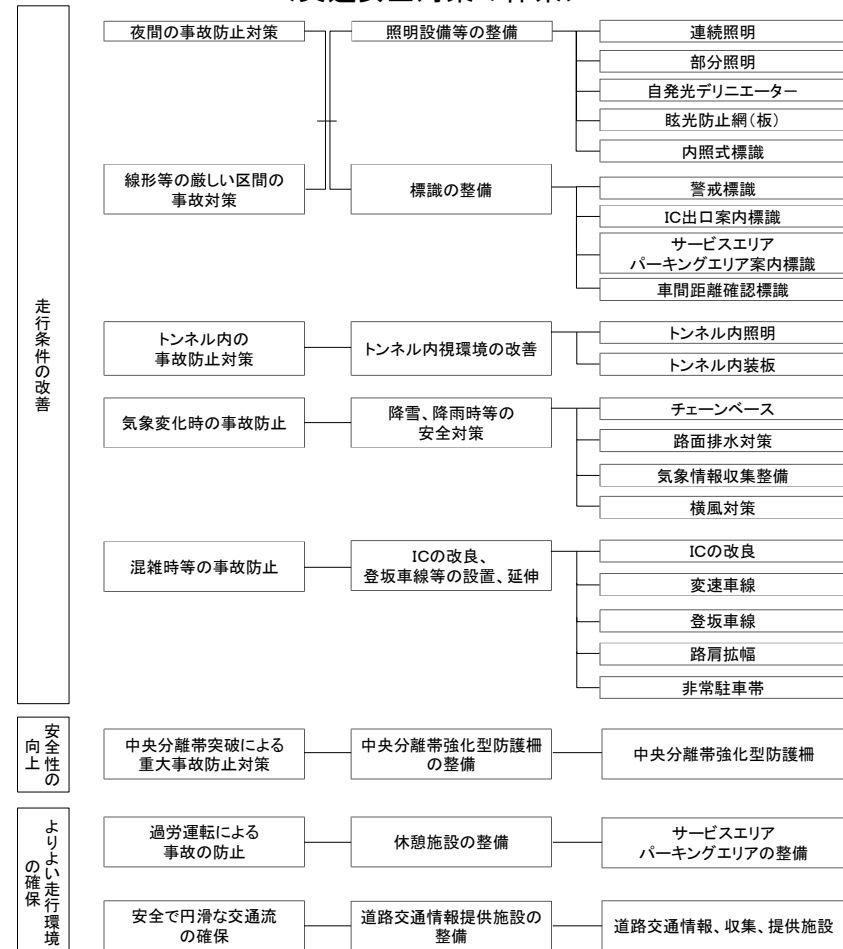 走行条件の改善
夜間の事故防止対策
照明設備等の整備
連続照明
部分照明
自発光デリニエーター
眩光防止網(板)
内照式標識
線形等の厳しい区間の
事故対策
標識の整備
警戒標識
IC出口案内標識
サービスエリア
パーキングエリア案内標識
車間距離確認標識
トンネル内の
事故防止対策
トンネル内視環境の改善
トンネル内照明
トンネル内装板
気象変化時の事故防止
降雪、降雨時等の
安全対策
チェーンベース
路面排水対策
気象情報収集整備
横風対策
混雑時等の事故防止
ICの改良、
登坂車線等の設置、延伸
ICの改良
変速車線
登坂車線
路肩拡幅
非常駐車帯
安全性の
向上
中央分離帯突破による
重大事故防止対策
中央分離帯強化型防護柵
の整備
中央分離帯強化型防護柵
よりよい走行環境
の確保
過労運転による
事故の防止
休憩施設の整備
サービスエリア
パーキングエリアの整備
安全で円滑な交通流
の確保
道路交通情報提供施設の
整備
道路交通情報、収集、提供施設